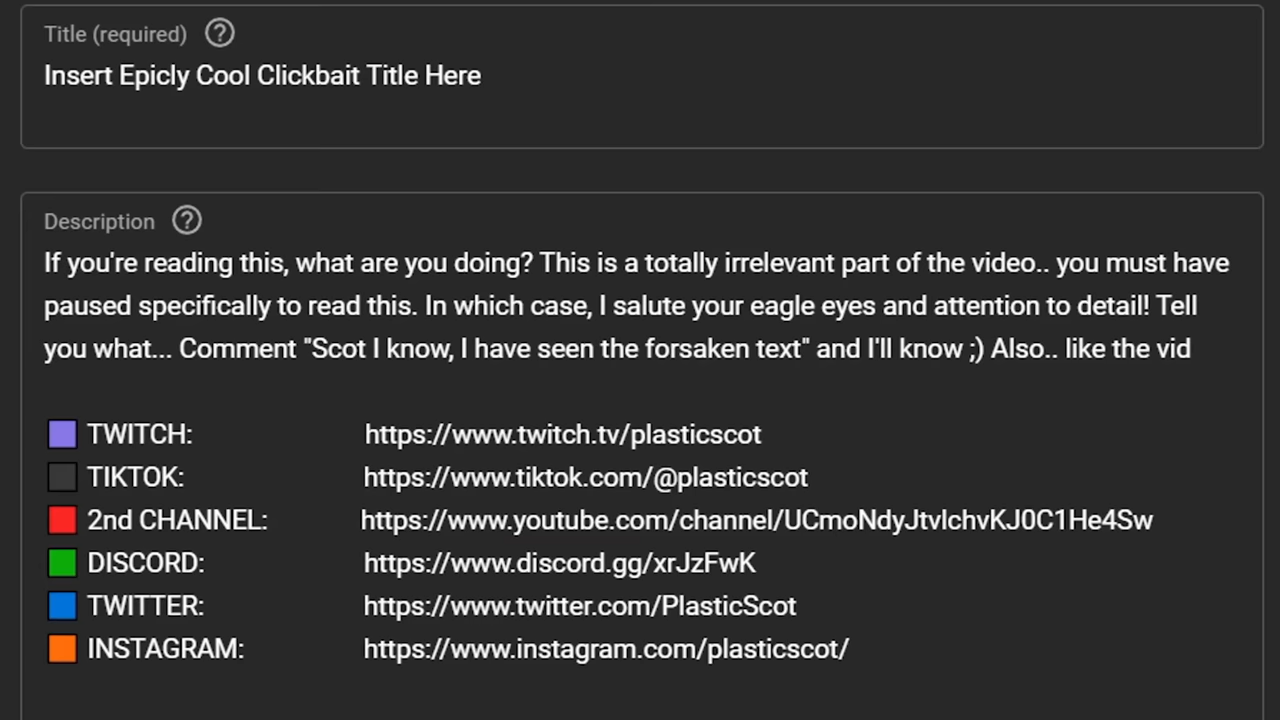 Title (required)
Insert Epicly Cool Clickbait Title Here
Description
If you're reading this, what are you doing? This is a totally irrelevant part of the video.. you must have
paused specifically to read this. In which case, I salute your eagle eyes and attention to detail! Tell
you what... Comment "Scot I know, I have seen the forsaken text" and I'll know ;) Also.. like the vid
TWITCH: https://www.twitch.tv/plasticscot
TIKTOK: https://www.tiktok.com/@plasticscot
2nd CHANNEL: https://www.youtube.com/channel/UCmoNdyJtvlchvKJ0C1He4Sw
DISCORD: https://www.discord.gg/xrJzFwK
TWITTER: https://www.twitter.com/PlasticScot
INSTAGRAM: https://www.instagram.com/plasticscot/